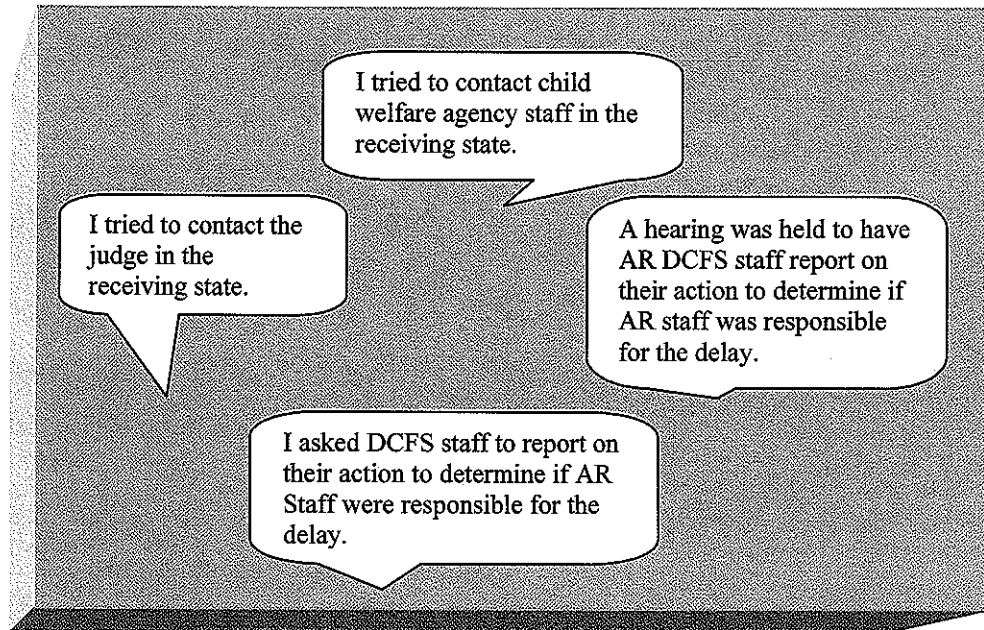 I tried to contact child
welfare agency staff in the
receiving state.
I tried to contact the
judge in the
receiving state.
A hearing was held to have
AR DCFS staff report on
their action to determine if
AR staff was responsible
for the delay.
I asked DCFS staff to report on
their action to determine if AR
Staff were responsible for the
delay.